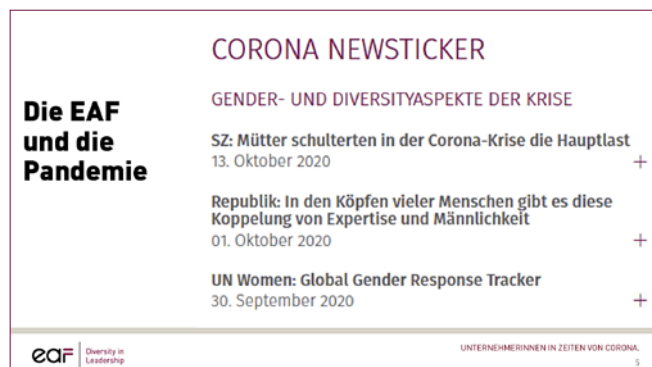 CORONA NEWSTICKER
Die EAF
und die
Pandemie
GENDER- UND DIVERSITYASPEKTE DER KRISE
SZ: Mütter schulterten in der Corona-Krise die Hauptlast
13. Oktober 2020 +
Republik: In den Köpfen vieler Menschen gibt es diese
Koppelung von Expertise und Männlichkeit
01. Oktober 2020 +
UN Women: Global Gender Response Tracker
30. September 2020 +
eaf Diversity in
Leadership
UNTERNEHMERINNEN IN ZEITEN VON CORONA.
5